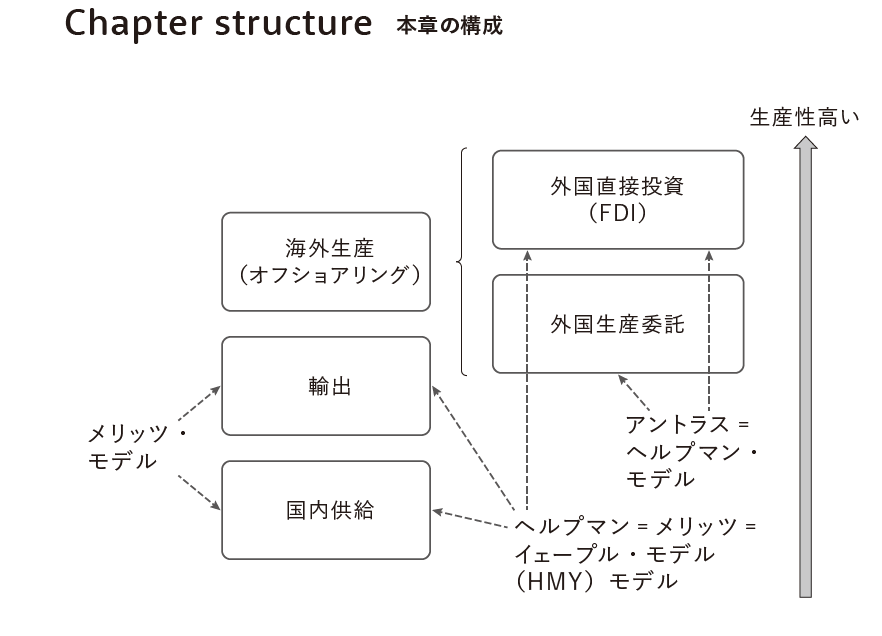 Chapter structure 本章の構成
生産性高い
外国直接投資
（FDI）
海外生産
（オフショアリング）
外国生産委託
輸出
メリッツ・
モデル
アントラス＝
ヘルプマン・
モデル
国内供給
ヘルプマン＝メリッツ＝
イェープル・モデル
（HMY）モデル